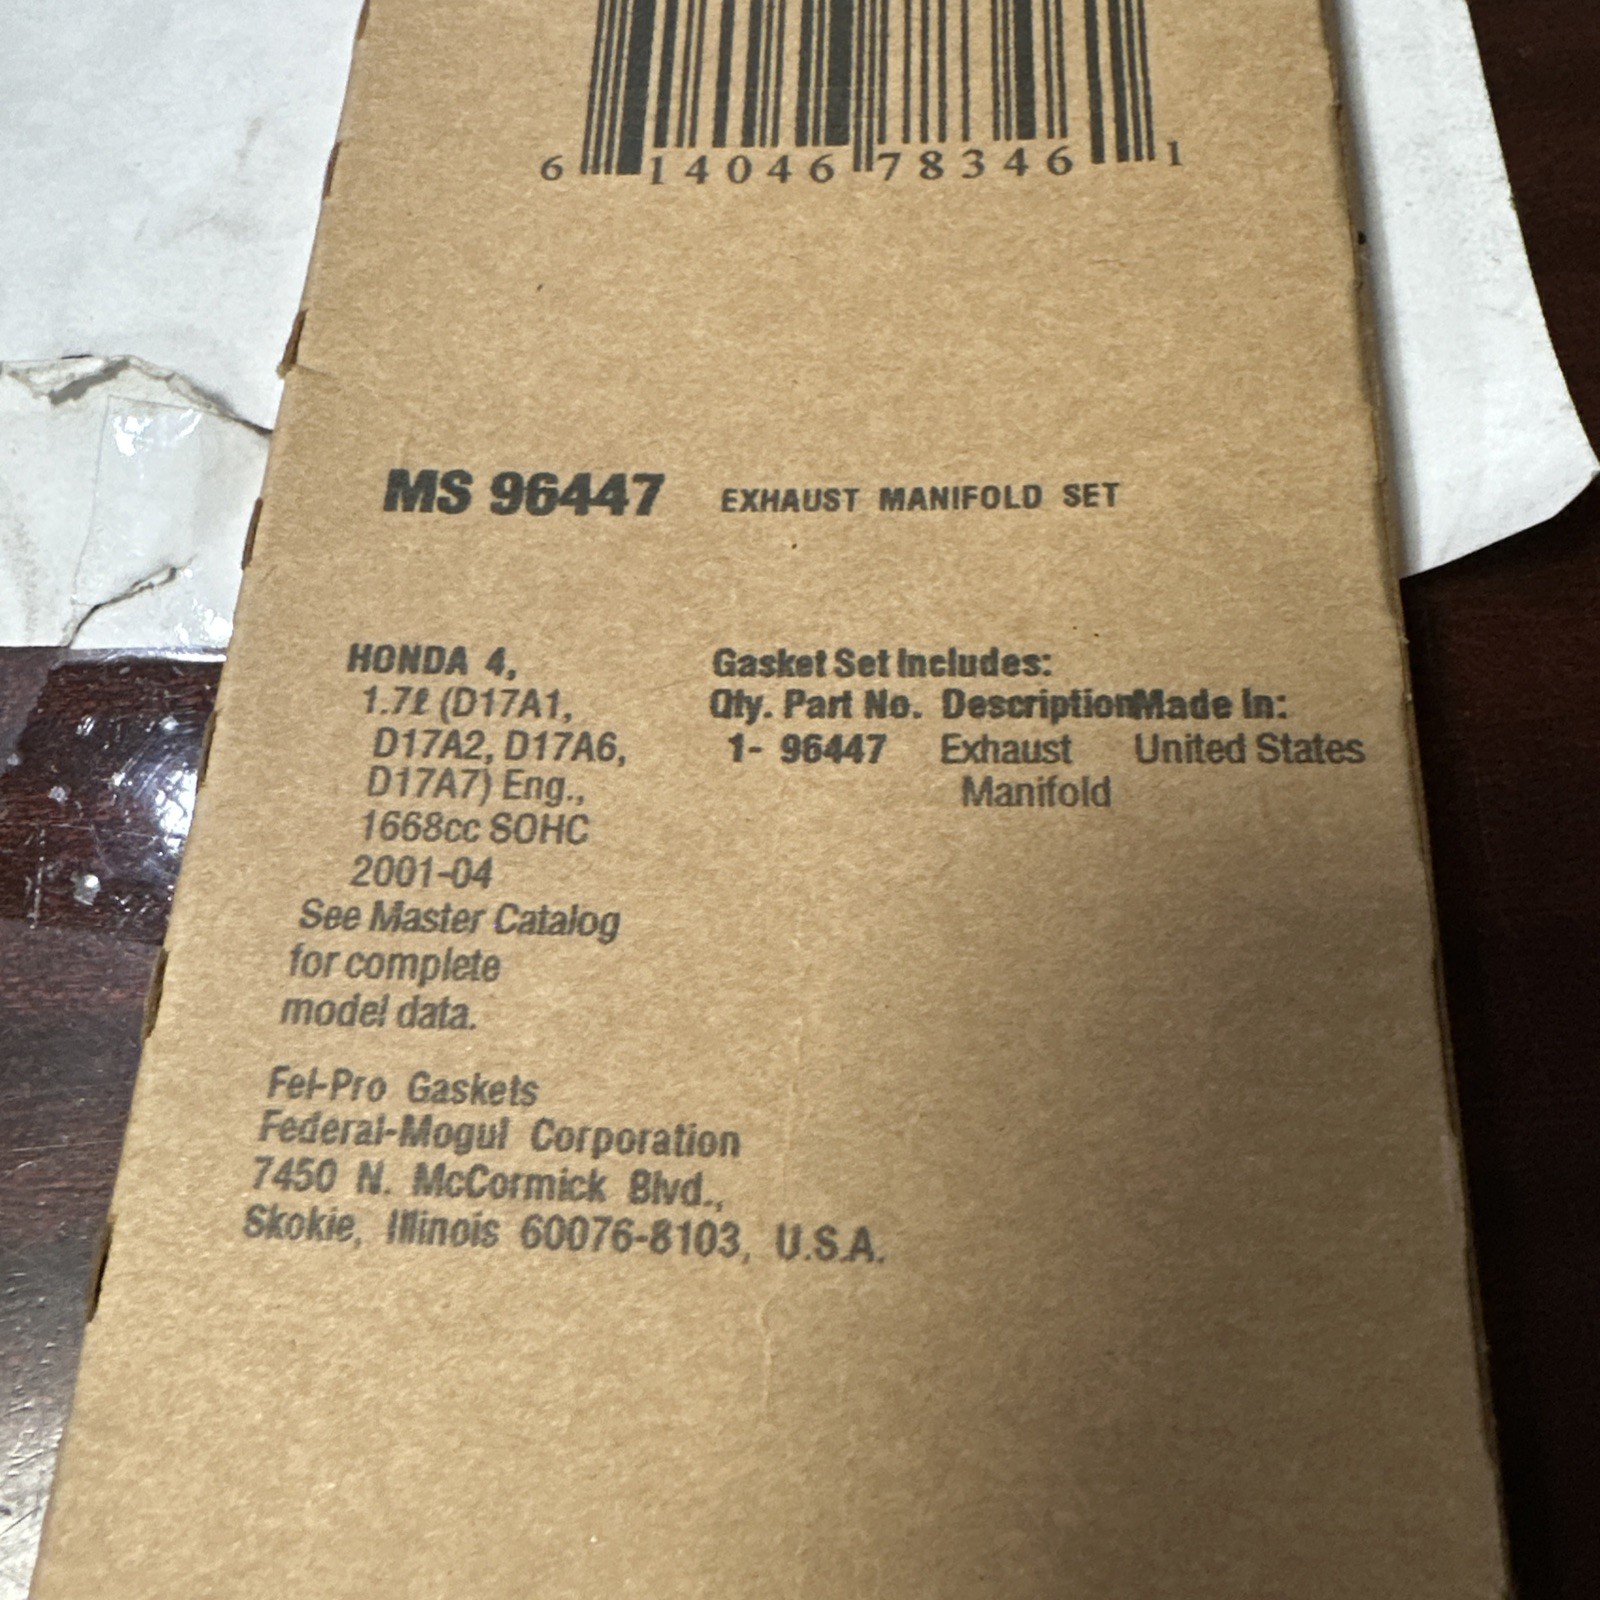 6 14046 78346 1
MS 96447 EXHAUST MANIFOLD SET
HONDA 4,
1.7ℓ (D17A1,
D17A2, D17A6,
D17A7) Eng.,
1668cc SOHC
2001-04
See Master Catalog
for complete
model data.
Gasket Set Includes:
Qty. Part No. Description Made In:
1- 96447 Exhaust United States
Manifold
Fel-Pro Gaskets
Federal-Mogul Corporation
7450 N. McCormick Blvd.,
Skokie, Illinois 60076-8103, U.S.A.